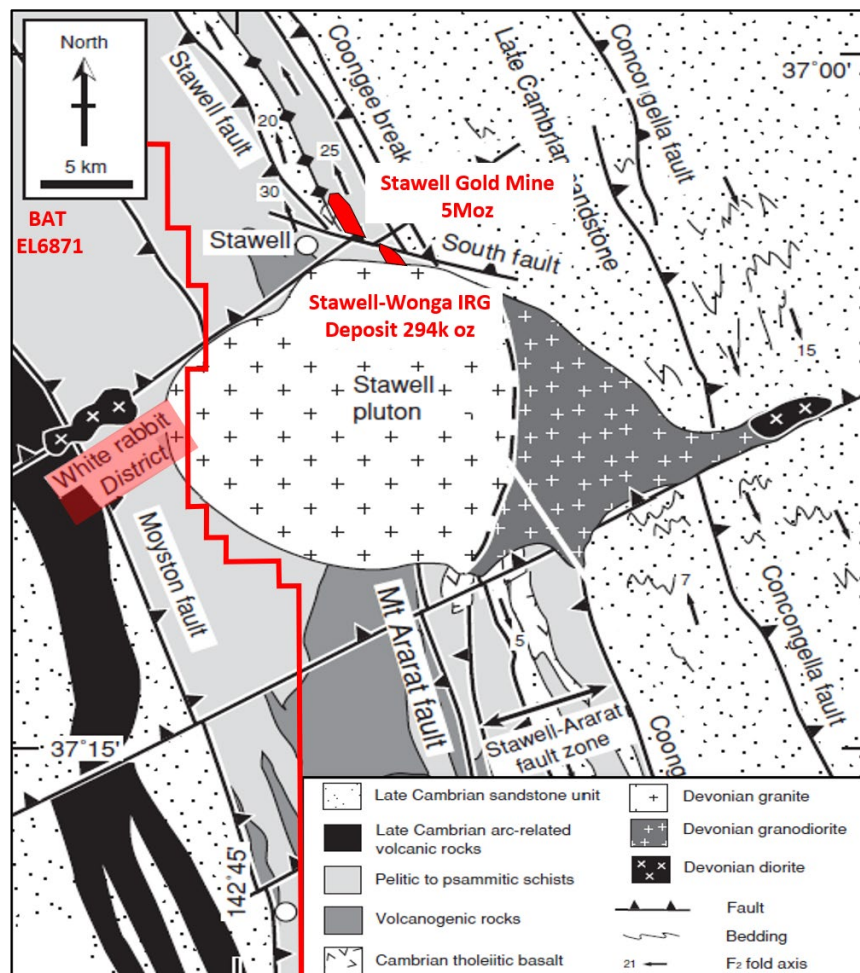 North
5 km
BAT
EL6871
Stawell fault
20
30
25
Coongee break
Late Cambrian sandstone
Concongella fault
37°00'
Stawell Gold Mine
5Moz
Stawell
South fault
Stawell-Wonga IRG
Deposit 294k oz
Stawell
pluton
15
White rabbit
District
Moyston fault
Mt Ararat fault
7
5
Concongella fault
Stawell-Ararat
fault zone
Coong
37°15'
142°45'
Late Cambrian sandstone unit
Late Cambrian arc-related
volcanic rocks
Pelitic to psammitic schists
Volcanogenic rocks
Cambrian tholeiitic basalt
Devonian granite
Devonian granodiorite
Devonian diorite
Fault
Bedding
21
F₂ fold axis